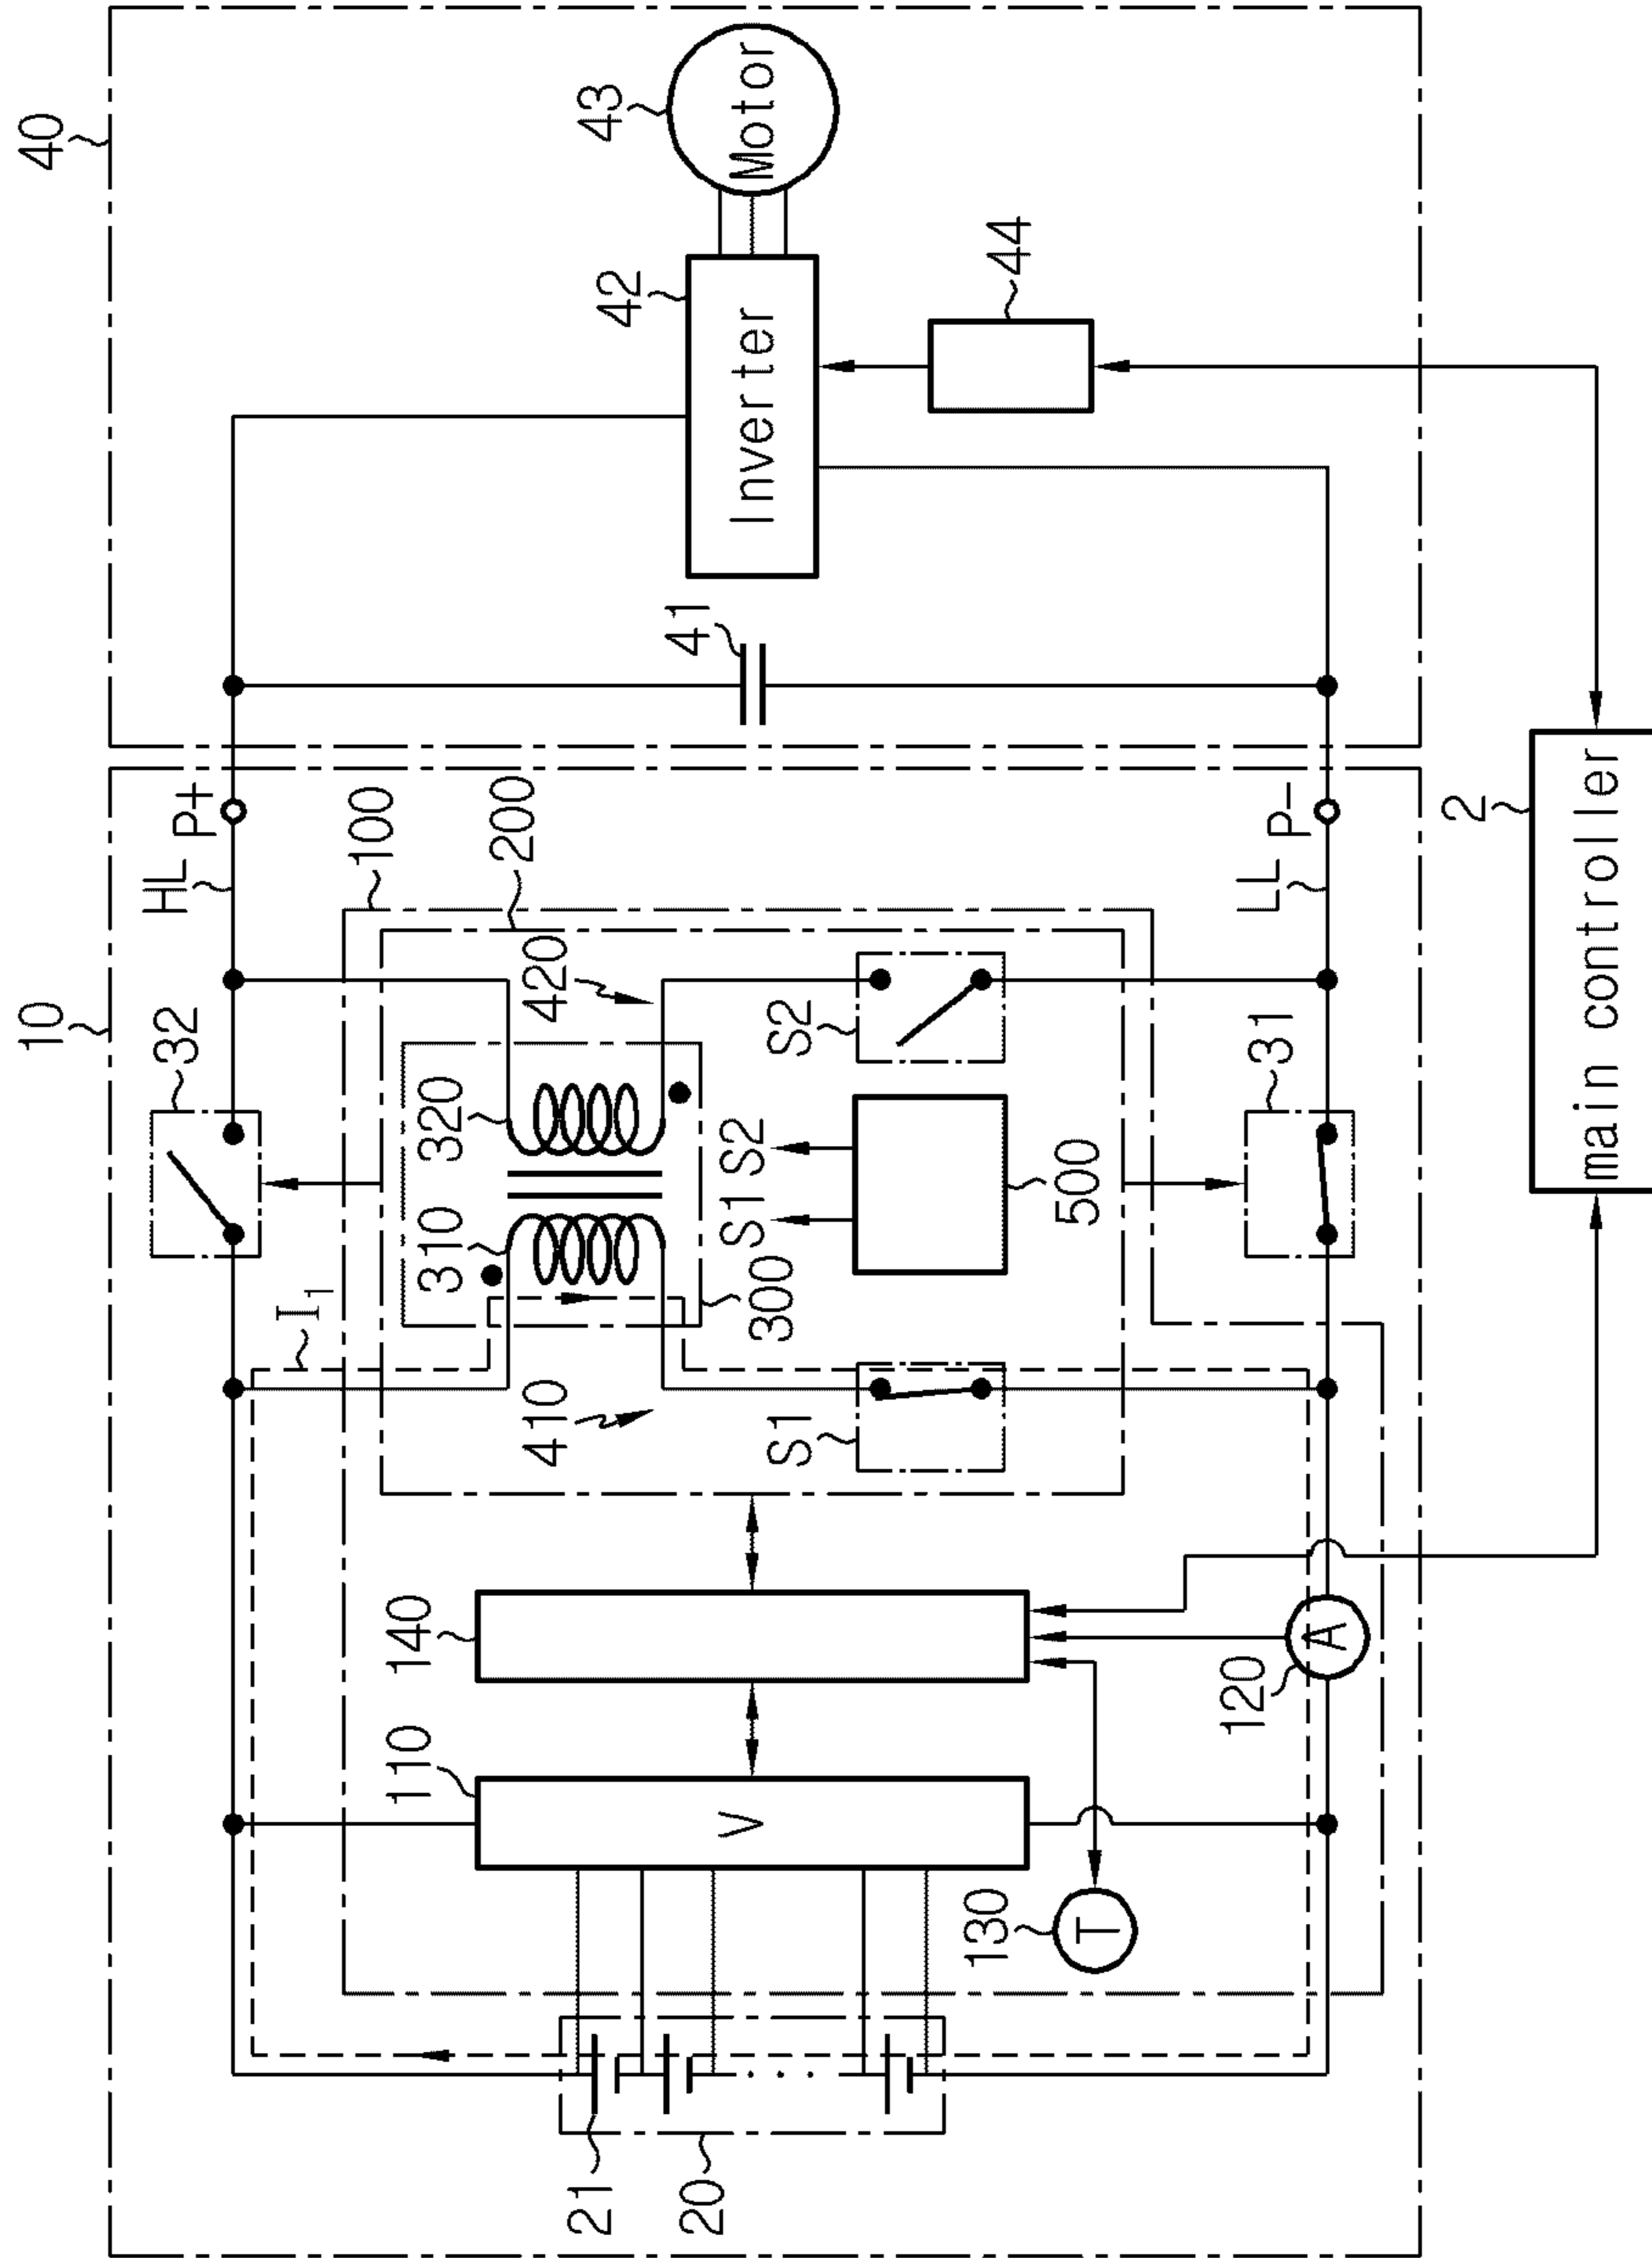 10
40
32
HL
P+
I1
100
200
43
Motor
42
Inverter
44
41
310
320
420
300
410
S1
S2
S1
S2
500
110
V
140
130
T
120
A
21
20
31
LL
P-
2
main controller